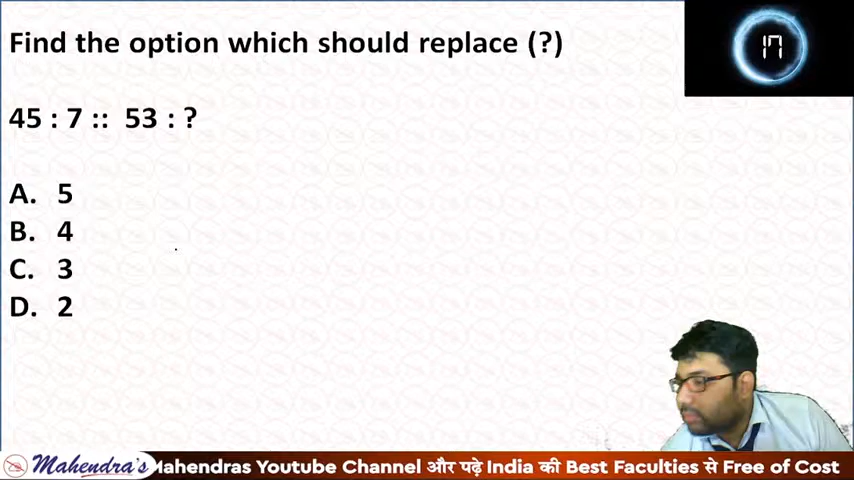 Find the option which should replace (?)
17
45 : 7 :: 53 : ?
A. 5
B. 4
C. 3
D. 2
Mahendra's
Mahendras Youtube Channel और पढ़े India की Best Faculties से Free of Cost